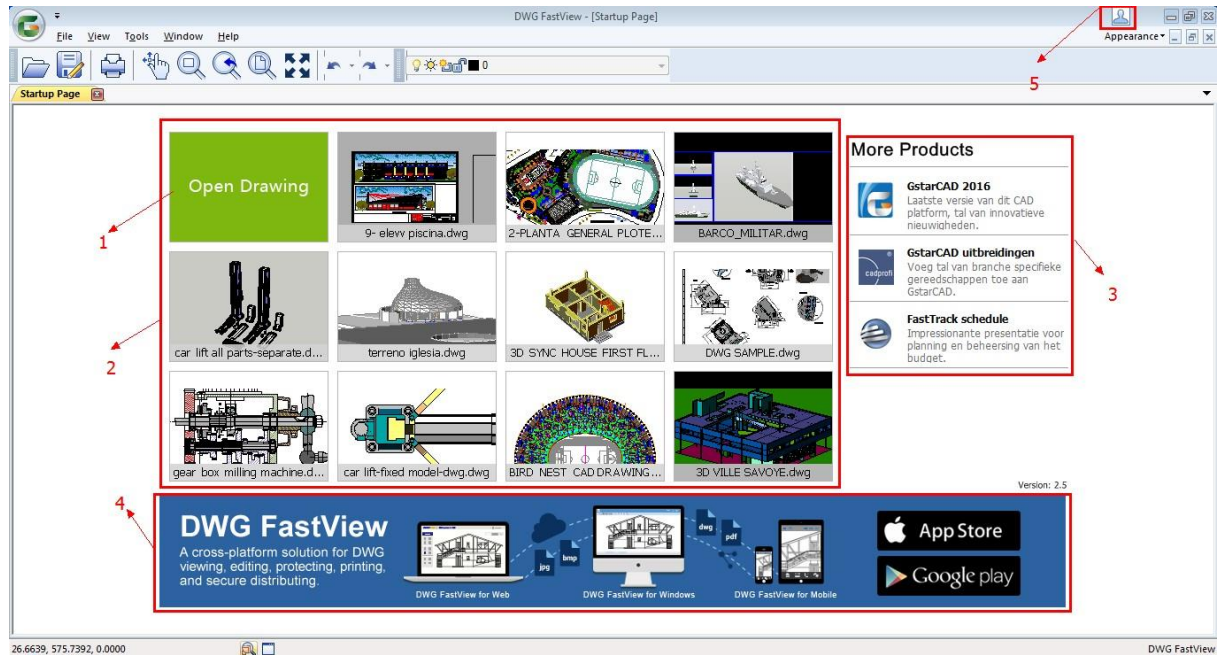 DWG FastView - [Startup Page]
File View Tools Window Help
Appearance
0
5
Startup Page
Open Drawing
9- elevv piscina.dwg
2-PLANTA GENERAL PLOTE...
BARCO_MILITAR.dwg
1
car lift all parts-separate.d...
terreno iglesia.dwg
3D SYNC HOUSE FIRST FL...
DWG SAMPLE.dwg
2
gear box milling machine.d...
car lift-fixed model-dwg.dwg
BIRD NEST CAD DRAWING...
3D VILLE SAVOYE.dwg
More Products
GstarCAD 2016
Laatste versie van dit CAD
platform, tal van innovatieve
nieuwigheden.
cadprofi
GstarCAD uitbreidingen
Voeg tal van branche specifieke
gereedschappen toe aan
GstarCAD.
3
FastTrack schedule
Impressionante presentatie voor
planning en beheersing van het
budget.
Version: 2.5
4
DWG FastView
A cross-platform solution for DWG
viewing, editing, protecting, printing,
and secure distributing.
jpg
bmp
dwg
pdf
DWG FastView for Web
DWG FastView for Windows
DWG FastView for Mobile
App Store
Google play
26.6639, 575.7392, 0.0000
DWG FastView